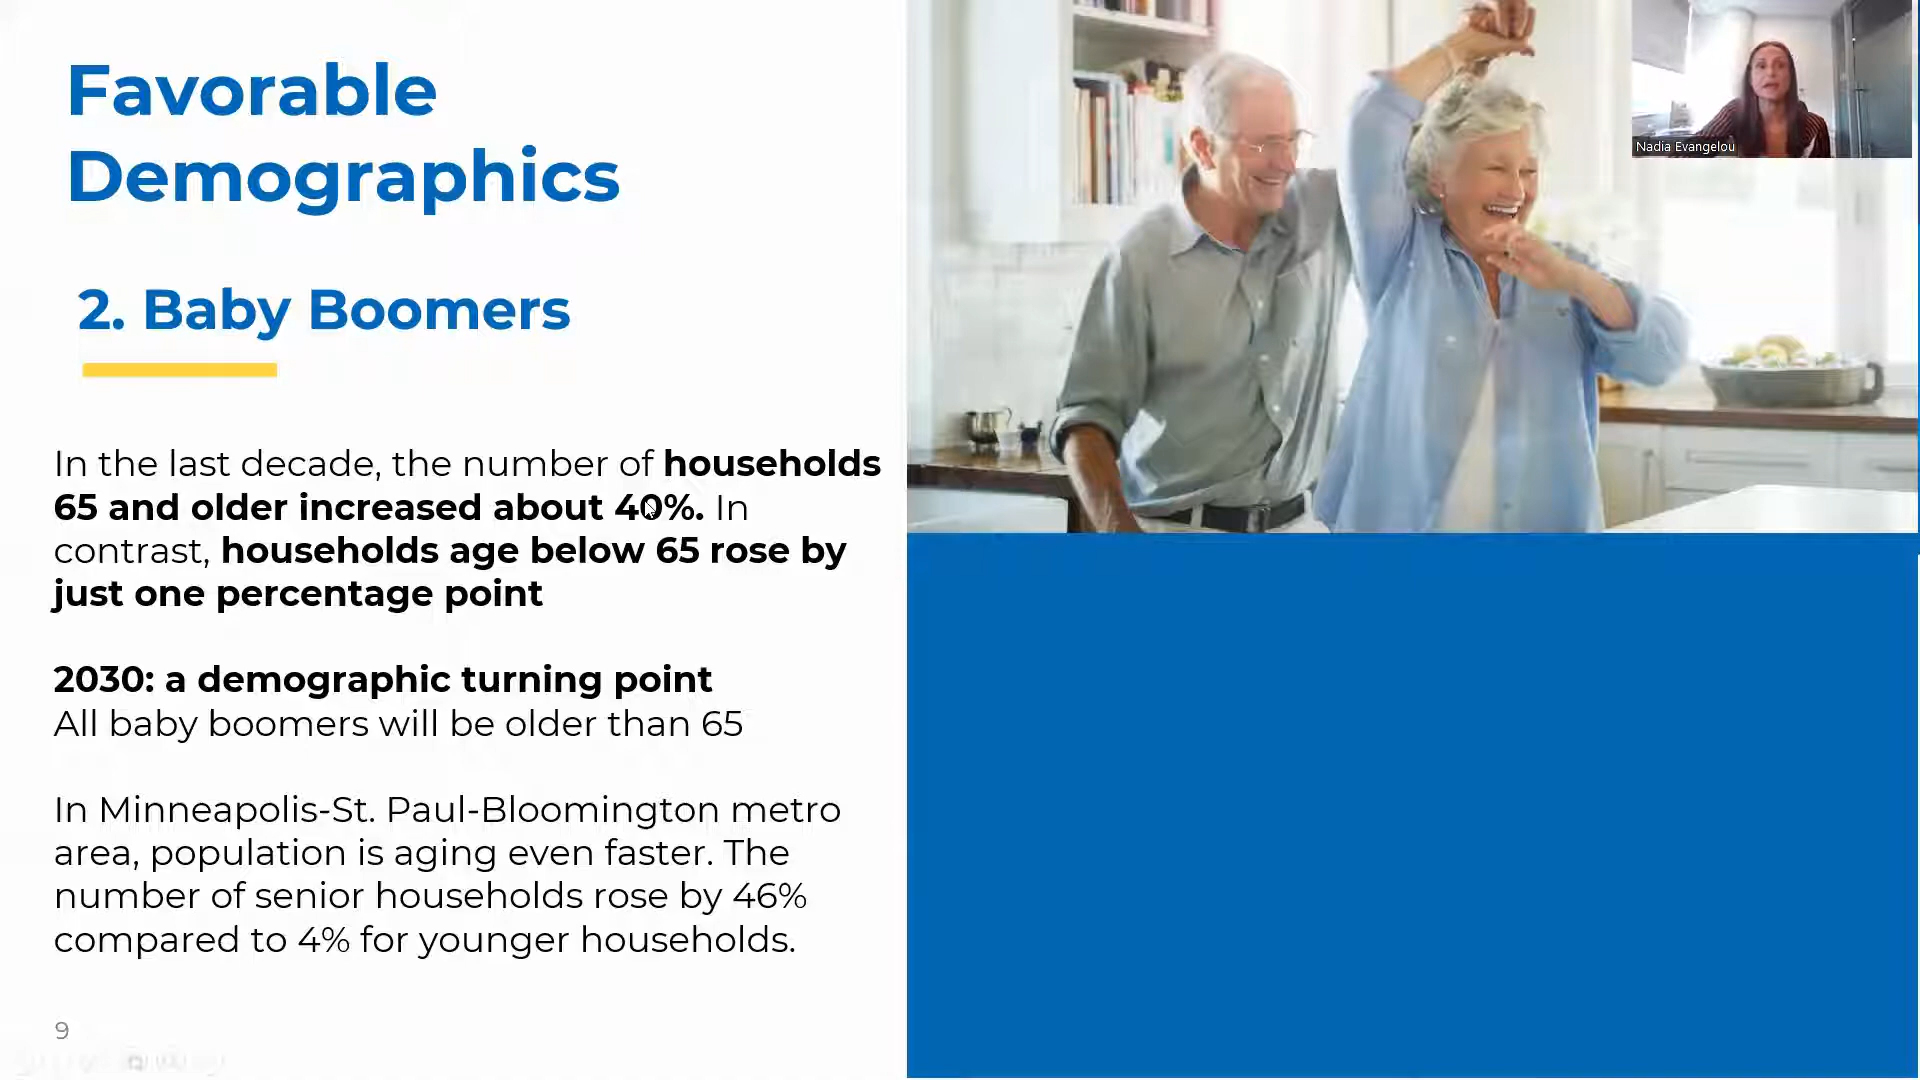 Favorable
Demographics
2. Baby Boomers
In the last decade, the number of households
65 and older increased about 40%. In
contrast, households age below 65 rose by
just one percentage point
2030: a demographic turning point
All baby boomers will be older than 65
In Minneapolis-St. Paul-Bloomington metro
area, population is aging even faster. The
number of senior households rose by 46%
compared to 4% for younger households.
9
Nadia Evangelou